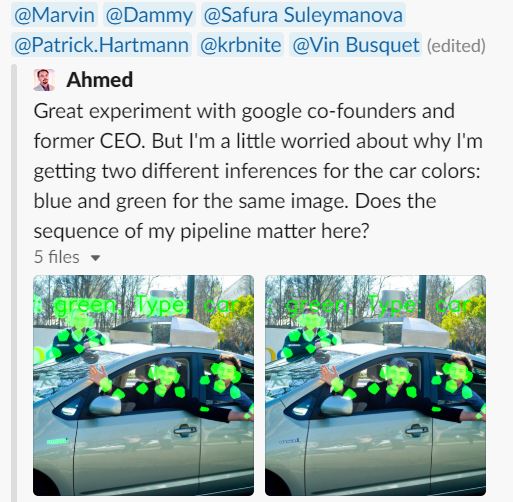 @Marvin @Dammy @Safura Suleymanova
@Patrick.Hartmann @krbnite @Vin Busquet (edited)
Ahmed
Great experiment with google co-founders and
former CEO. But I'm a little worried about why I'm
getting two different inferences for the car colors:
blue and green for the same image. Does the
sequence of my pipeline matter here?
5 files
: green, Type: car
: green, Type: car